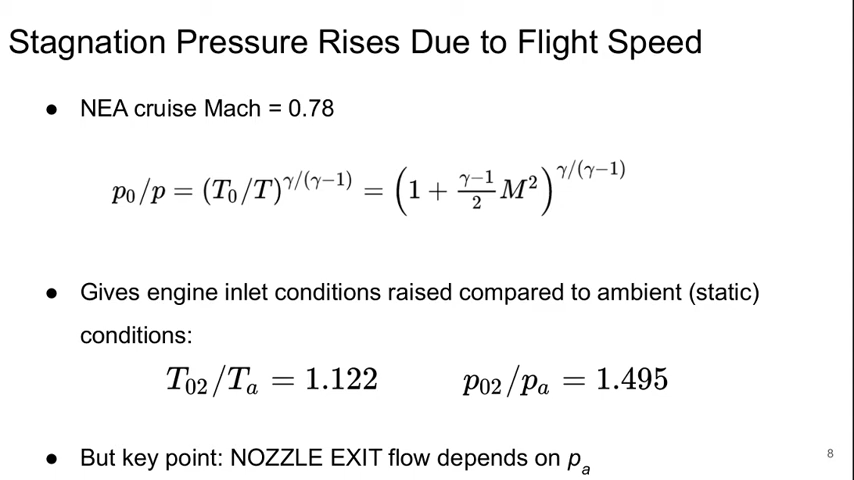 Stagnation Pressure Rises Due to Flight Speed
● NEA cruise Mach = 0.78
p₀/p = (T₀/T)^{γ/(γ−1)} = (1 + \frac{γ−1}{2} M²)^{γ/(γ−1)}
● Gives engine inlet conditions raised compared to ambient (static)
conditions:
T₀₂/Tₐ = 1.122 p₀₂/pₐ = 1.495
● But key point: NOZZLE EXIT flow depends on pₐ
8